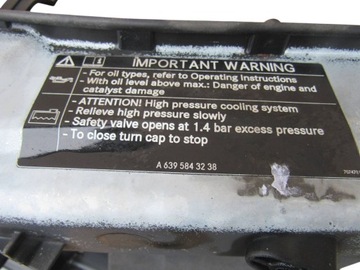 IMPORTANT WARNING
- For oil types, refer to Operating instructions
- With oil level above max.: Danger of engine and
catalyst damage
- ATTENTION! High pressure cooling system
- Relieve high pressure slowly
- Safety valve opens at 1.4 bar excess pressure
- To close turn cap to stop
A 639 584 32 38